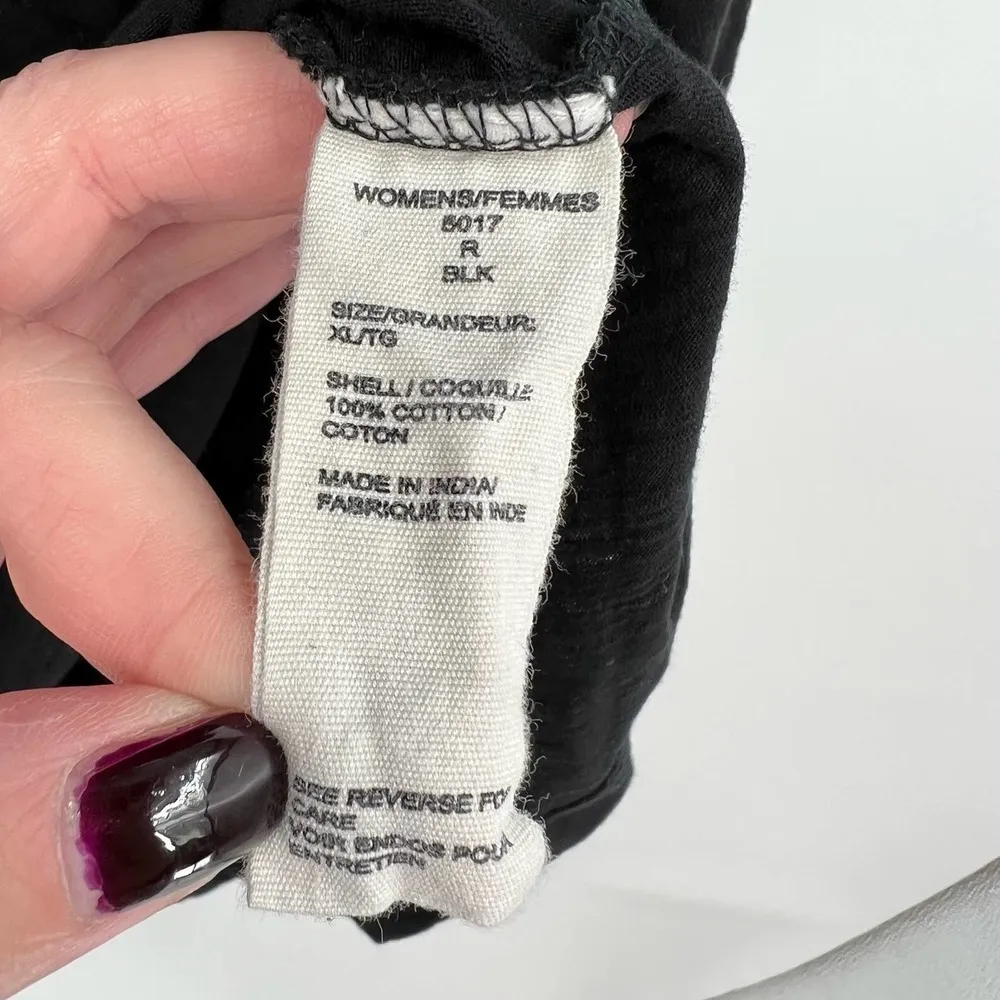 WOMENS/FEMMES
5017
R
BLK
SIZE/GRANDEUR:
XL/TG
SHELL / COQUILLE
100% COTTON /
COTON
MADE IN INDIA/
FABRIQUÉ EN INDE
SEE REVERSE FOR
CARE
VOIR ENDOS POUR
ENTRETIEN